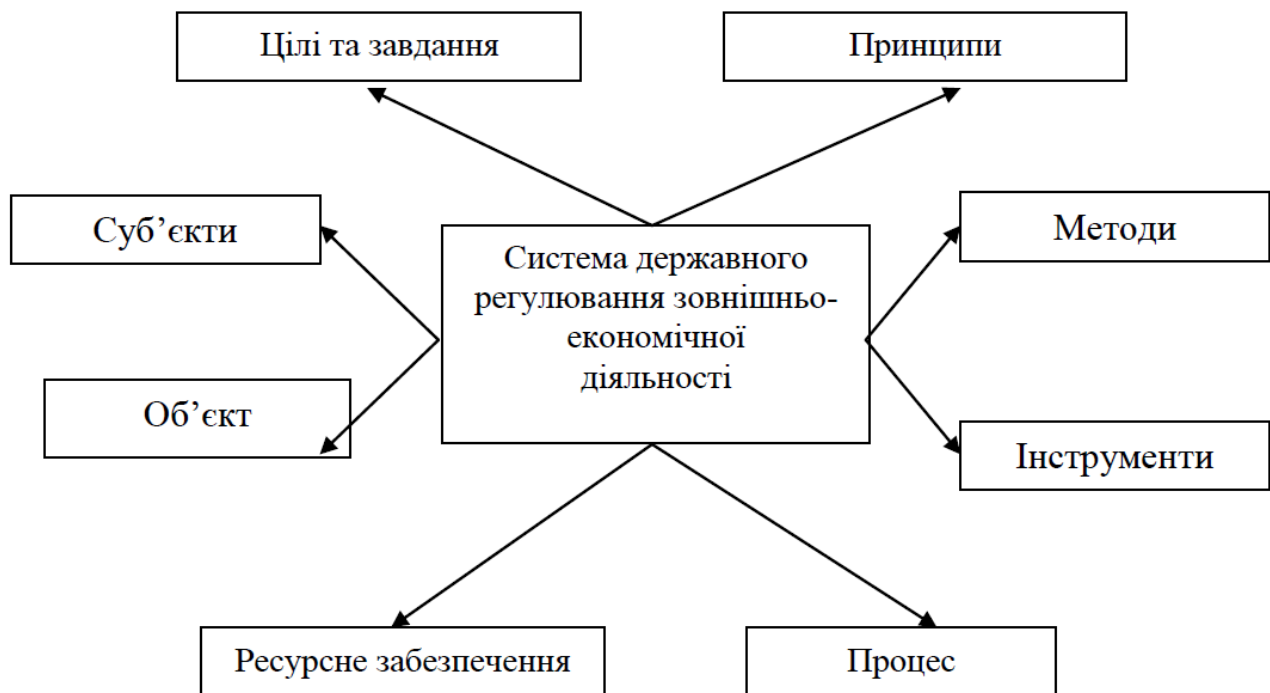 Цілі та завдання
Принципи
Суб’єкти
Методи
Система державного
регулювання зовнішньо-
економічної
діяльності
Об’єкт
Інструменти
Ресурсне забезпечення
Процес